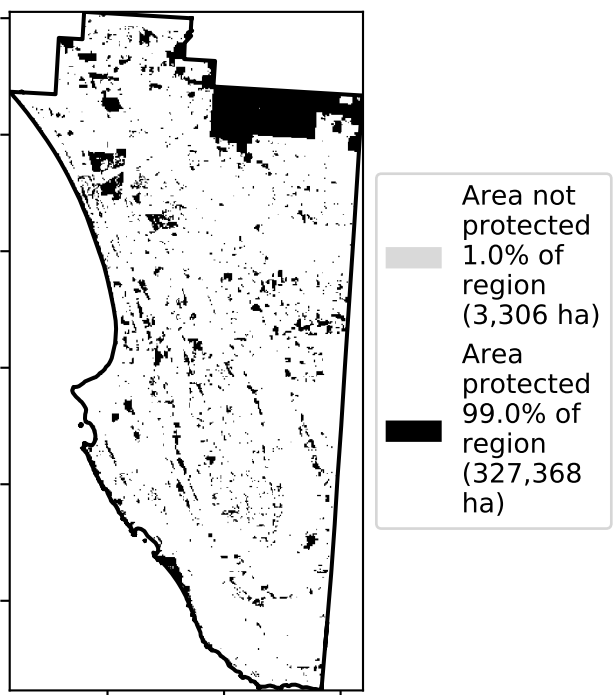 Area not
protected
1.0% of
region
(3,306 ha)
Area
protected
99.0% of
region
(327,368
ha)